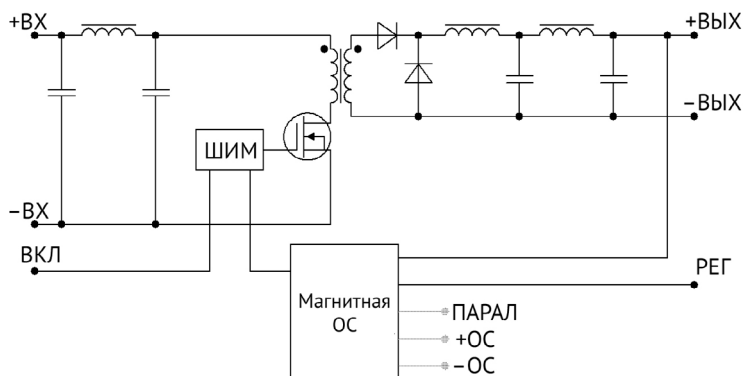 +ВХ
+ВЫХ
−ВЫХ
ШИМ
−ВХ
ВКЛ
РЕГ
Магнитная
ОС
ПАРАЛ
+ОС
−ОС